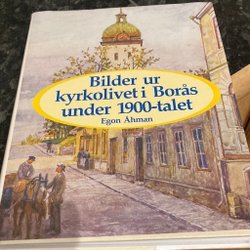 Bilder ur
kyrkolivet i Borås
under 1900-talet
Egon Åhman